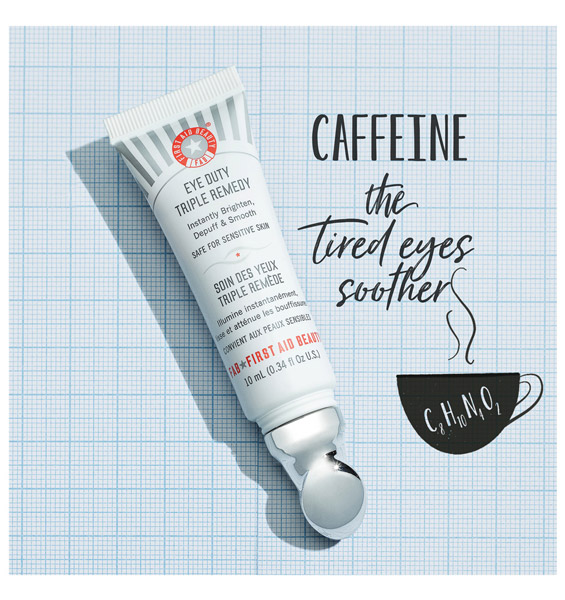 FIRST AID BEAUTY
(FAB)
EYE DUTY
TRIPLE REMEDY
Instantly Brighten,
Depuff & Smooth
SAFE FOR SENSITIVE SKIN
SOIN DES YEUX
TRIPLE REMÈDE
Illumine instantanément,
et atténue les bouffissures
CONVIENT AUX PEAUX SENSIBLES
FAB★FIRST AID BEAUTY
10 mL (0.34 fl Oz U.S.)
CAFFEINE
the
tired eyes
soother
C8H10N4O2